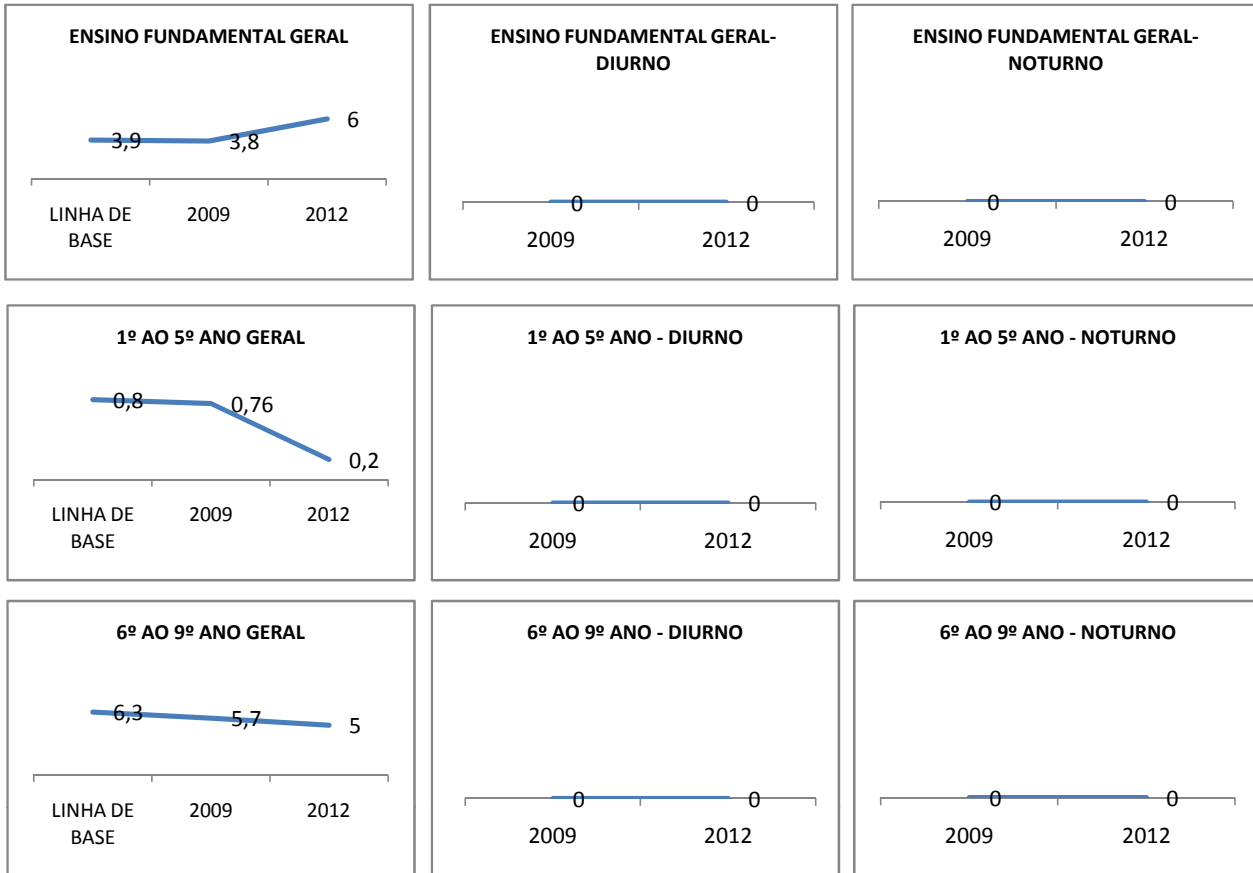 ENSINO FUNDAMENTAL GERAL
3,9
3,8
6
LINHA DE
BASE
2009
2012
ENSINO FUNDAMENTAL GERAL-
DIURNO
0
0
2009
2012
ENSINO FUNDAMENTAL GERAL-
NOTURNO
0
0
2009
2012
1º AO 5º ANO GERAL
0,8
0,76
0,2
LINHA DE
BASE
2009
2012
1º AO 5º ANO - DIURNO
0
0
2009
2012
1º AO 5º ANO - NOTURNO
0
0
2009
2012
6º AO 9º ANO GERAL
6,3
5,7
5
LINHA DE
BASE
2009
2012
6º AO 9º ANO - DIURNO
0
0
2009
2012
6º AO 9º ANO - NOTURNO
0
0
2009
2012